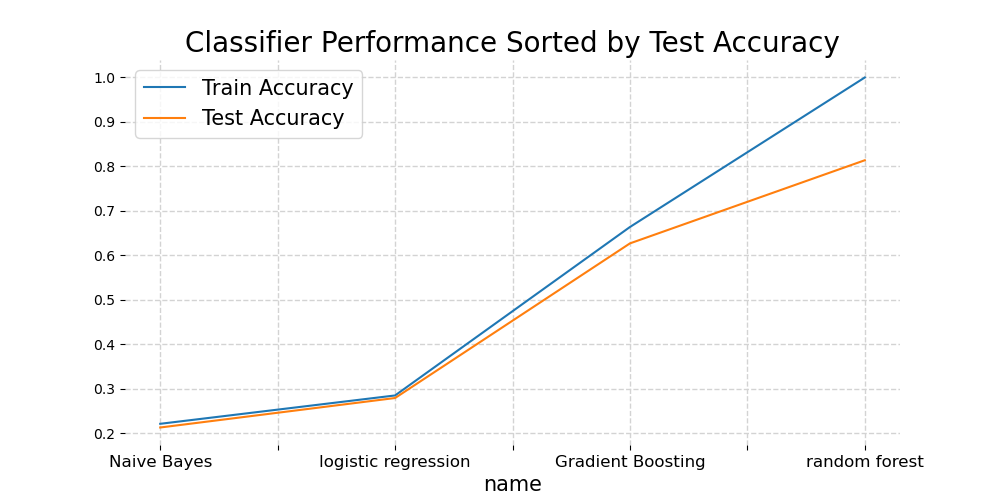 Classifier Performance Sorted by Test Accuracy
Train Accuracy
Test Accuracy
1.0
0.9
0.8
0.7
0.6
0.5
0.4
0.3
0.2
Naive Bayes logistic regression Gradient Boosting random forest
name